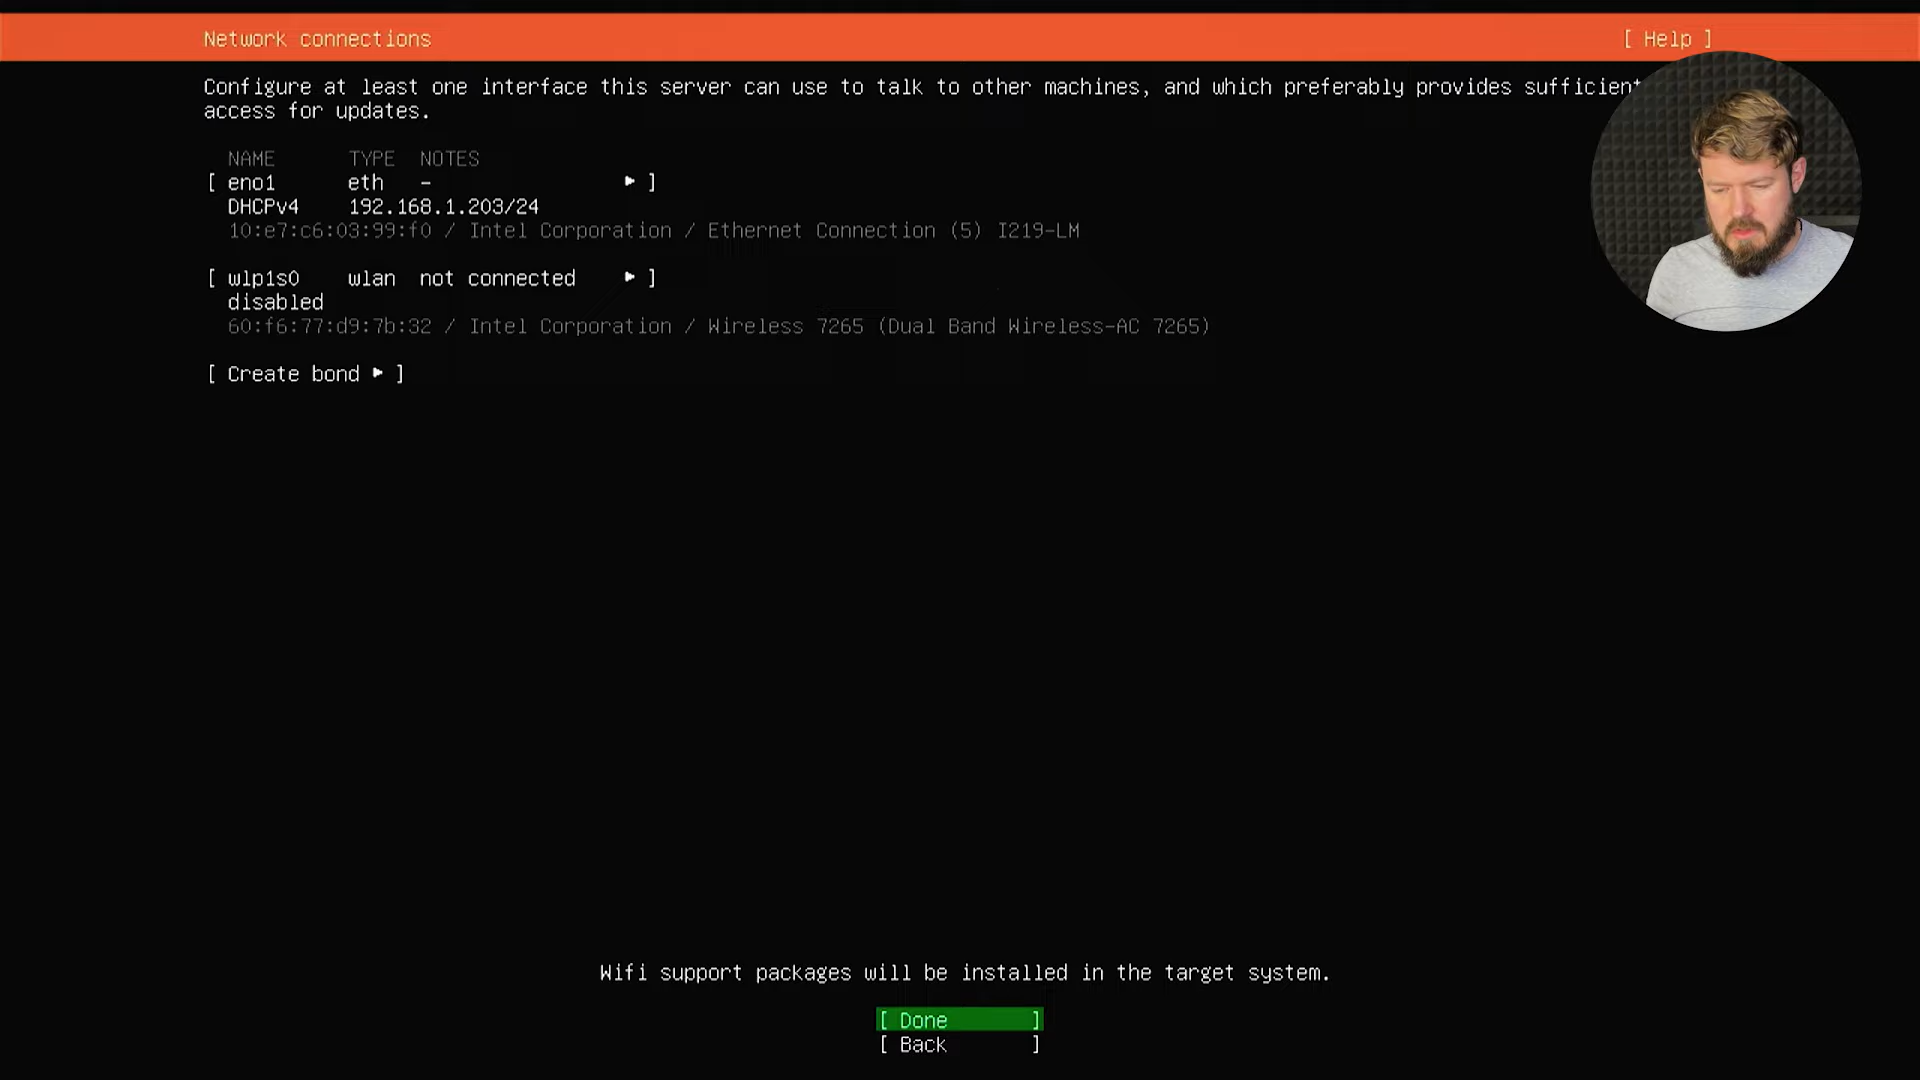 Network connections [ Help ]
Configure at least one interface this server can use to talk to other machines, and which preferably provides sufficient
access for updates.
NAME TYPE NOTES
[ eno1 eth - ▸ ]
DHCPv4 192.168.1.203/24
10:e7:c6:03:99:f0 / Intel Corporation / Ethernet Connection (5) I219-LM
[ wlp1s0 wlan not connected ▸ ]
disabled
60:f6:77:d9:7b:32 / Intel Corporation / Wireless 7265 (Dual Band Wireless-AC 7265)
[ Create bond ▸ ]
Wifi support packages will be installed in the target system.
[ Done ]
[ Back ]